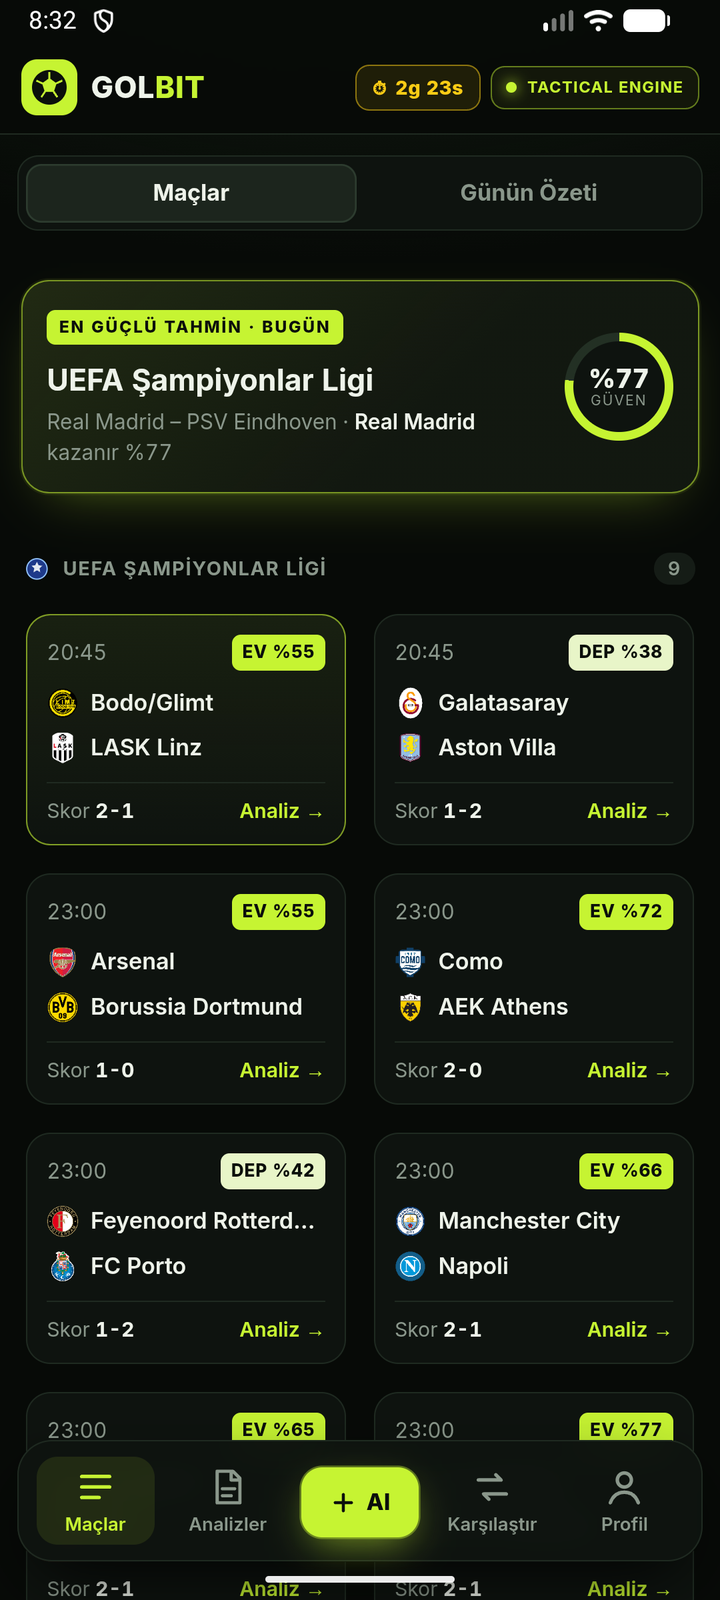 8:32
GOLBIT
2g 23s
TACTICAL ENGINE
Maçlar
Günün Özeti
EN GÜÇLÜ TAHMİN · BUGÜN
UEFA Şampiyonlar Ligi
Real Madrid – PSV Eindhoven · Real Madrid
kazanır %77
%77
GÜVEN
UEFA ŞAMPİYONLAR LİGİ
9
20:45
EV %55
Bodo/Glimt
LASK Linz
Skor 2-1
Analiz →
20:45
DEP %38
Galatasaray
Aston Villa
Skor 1-2
Analiz →
23:00
EV %55
Arsenal
Borussia Dortmund
Skor 1-0
Analiz →
23:00
EV %72
Como
AEK Athens
Skor 2-0
Analiz →
23:00
DEP %42
Feyenoord Rotterd...
FC Porto
Skor 1-2
Analiz →
23:00
EV %66
Manchester City
Napoli
Skor 2-1
Analiz →
23:00
EV %65
23:00
EV %77
Maçlar
Analizler
+ AI
Karşılaştır
Profil
Skor 2-1
Analiz →
Skor 2-1
Analiz →